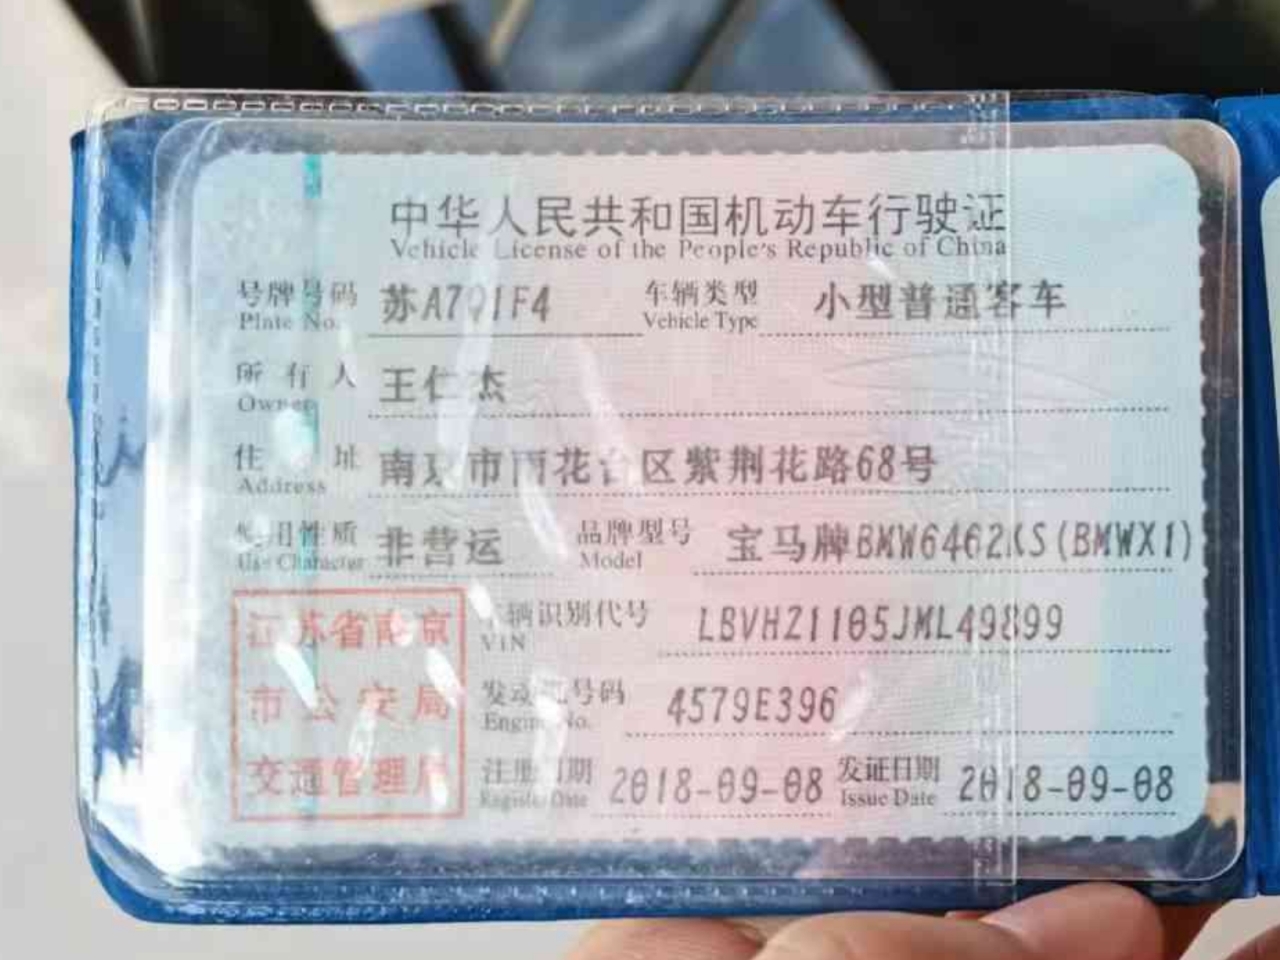 中华人民共和国机动车行驶证
Vehicle License of the People's Republic of China
号牌号码 苏A7Q1F4 车辆类型 小型普通客车
Plate No. Vehicle Type
所有人 王仁杰
Owner
住 址 南京市雨花台区紫荆花路68号
Address
使用性质 非营运 品牌型号 宝马牌BMW6462KS(BMWX1)
Use Character Model
江苏省南京 车辆识别代号 LBVHZ1105JML49899
VIN
市公安局 发动机号码 4579E396
Engine No.
交通管理局 注册日期 2018-09-08 发证日期 2018-09-08
Register Date Issue Date